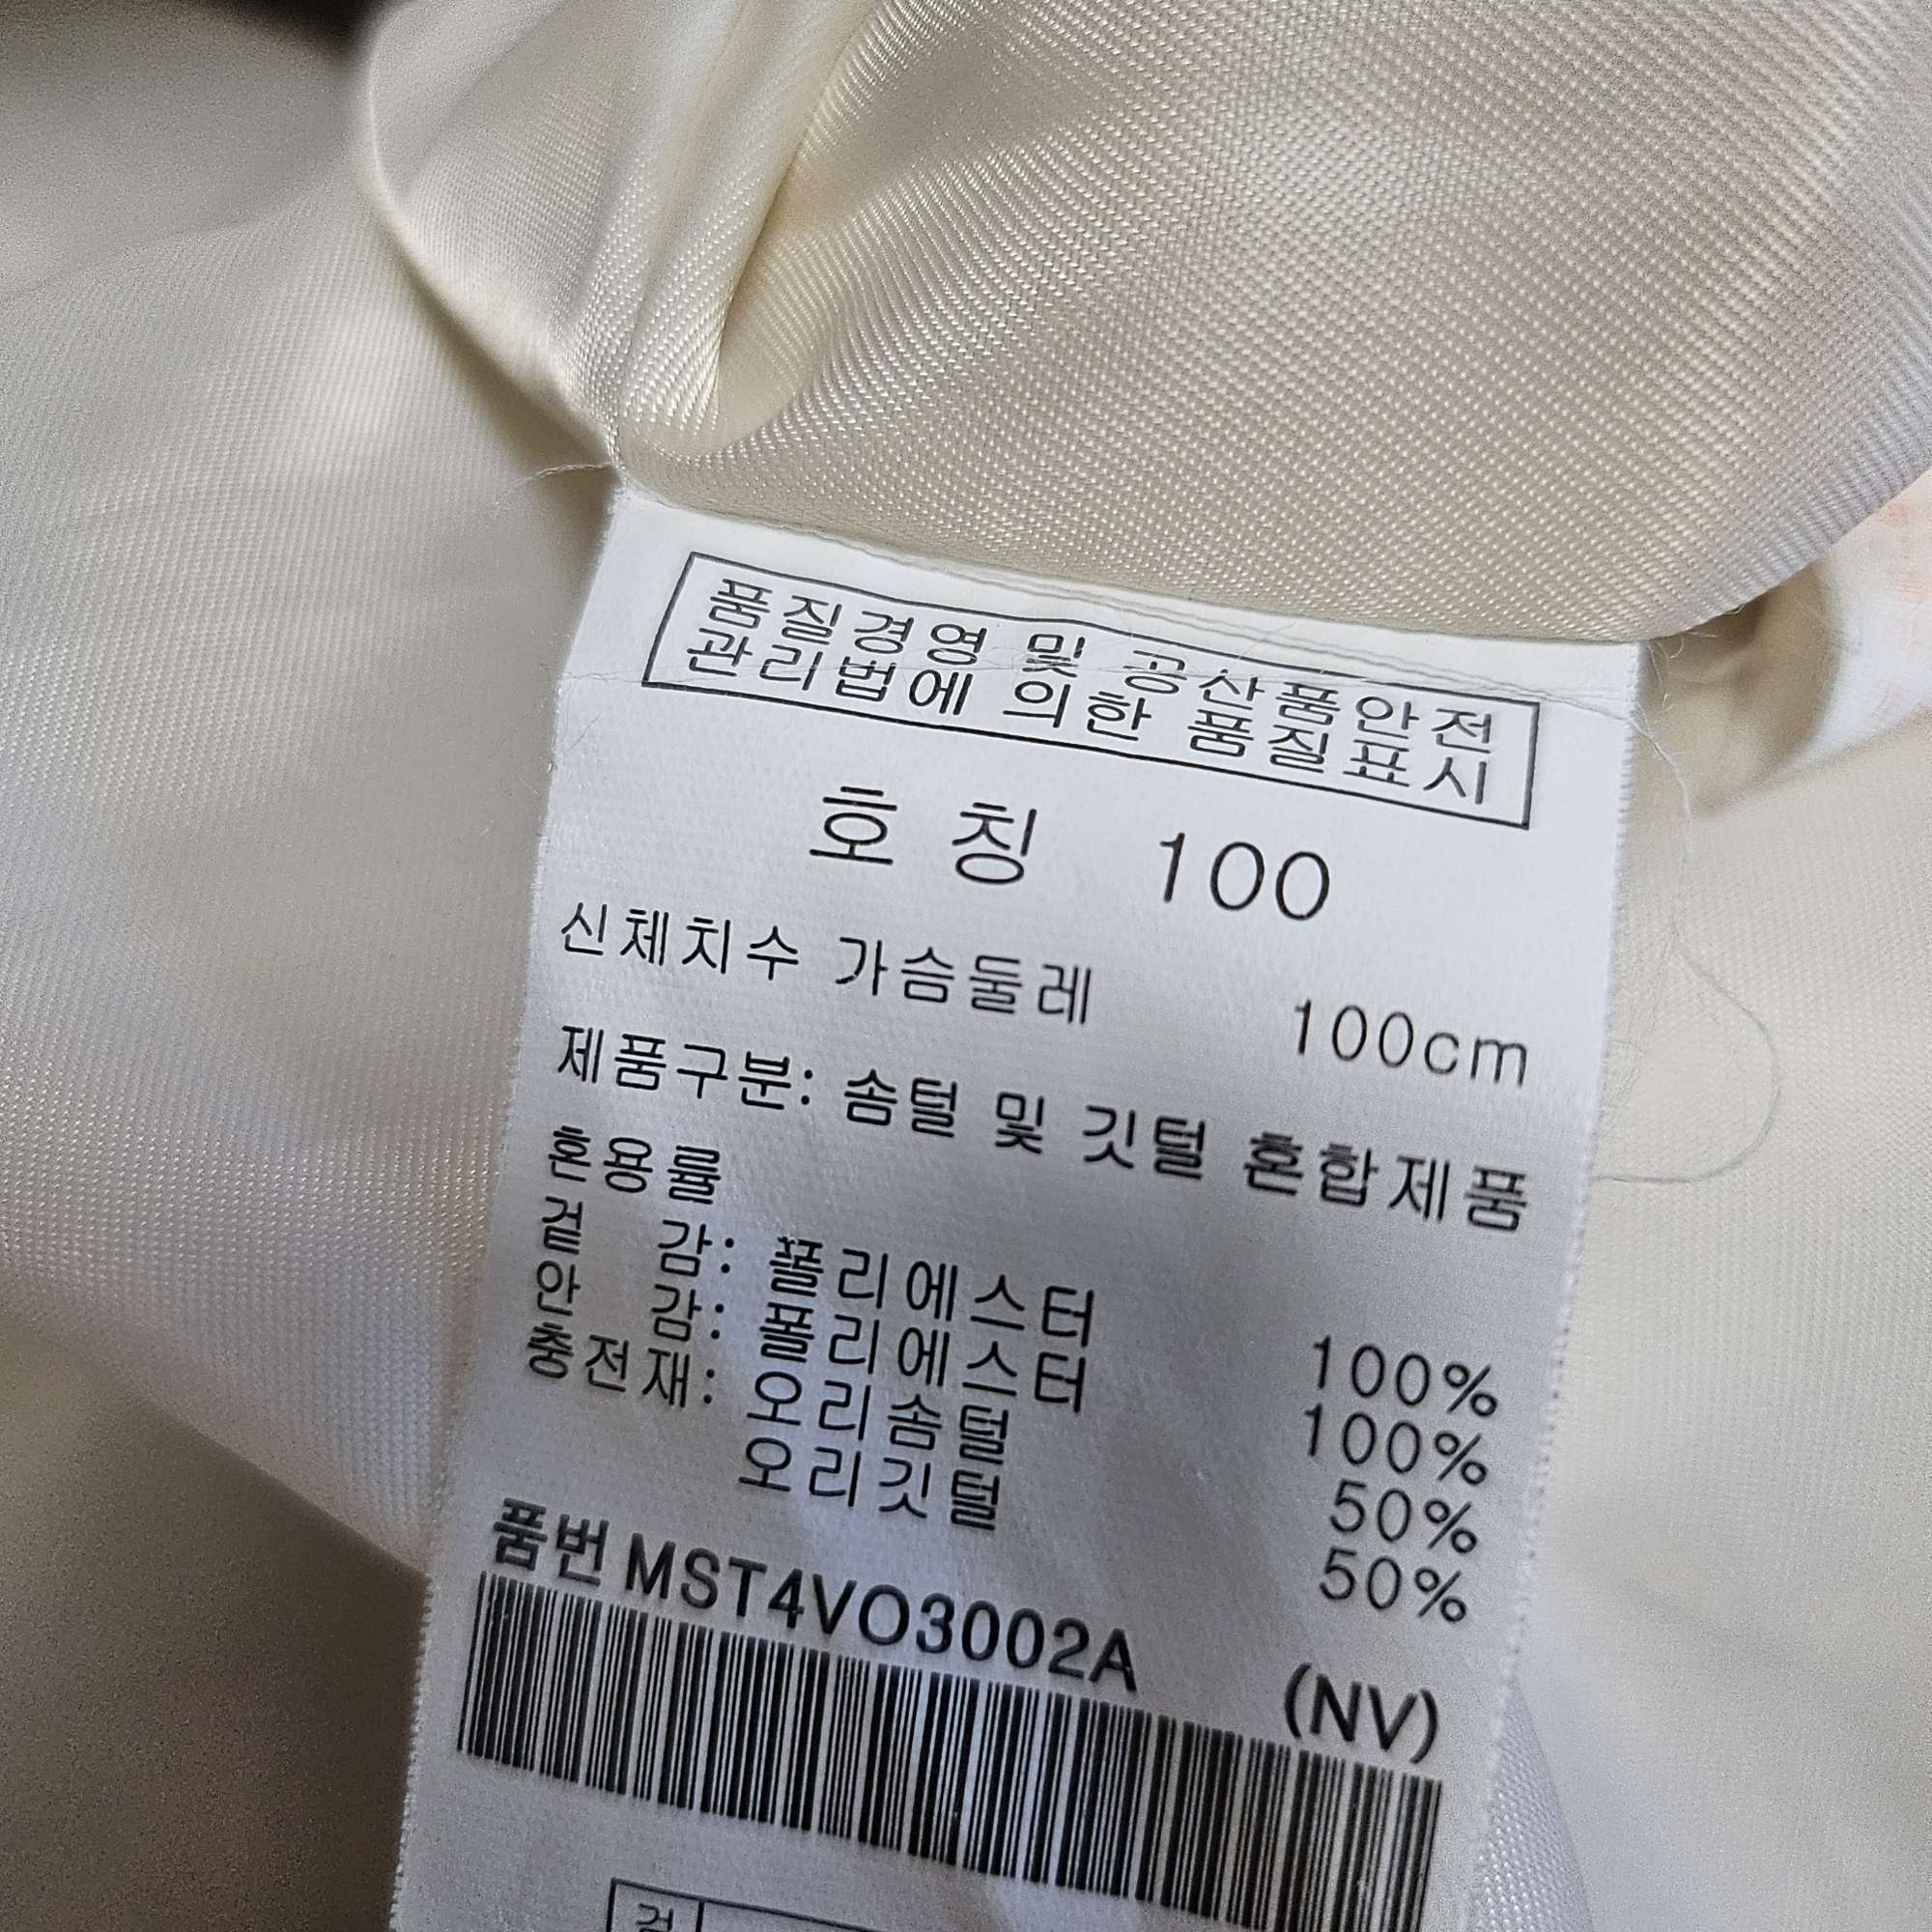 품질경영 및 공산품안전
관리법에 의한 품질표시
호 칭 100
신체치수 가슴둘레 100cm
제품구분: 솜털 및 깃털 혼합제품
혼용률
겉 감: 폴리에스터 100%
안 감: 폴리에스터 100%
충전재: 오리솜털 50%
오리깃털 50%
품번 MST4VO3002A (NV)